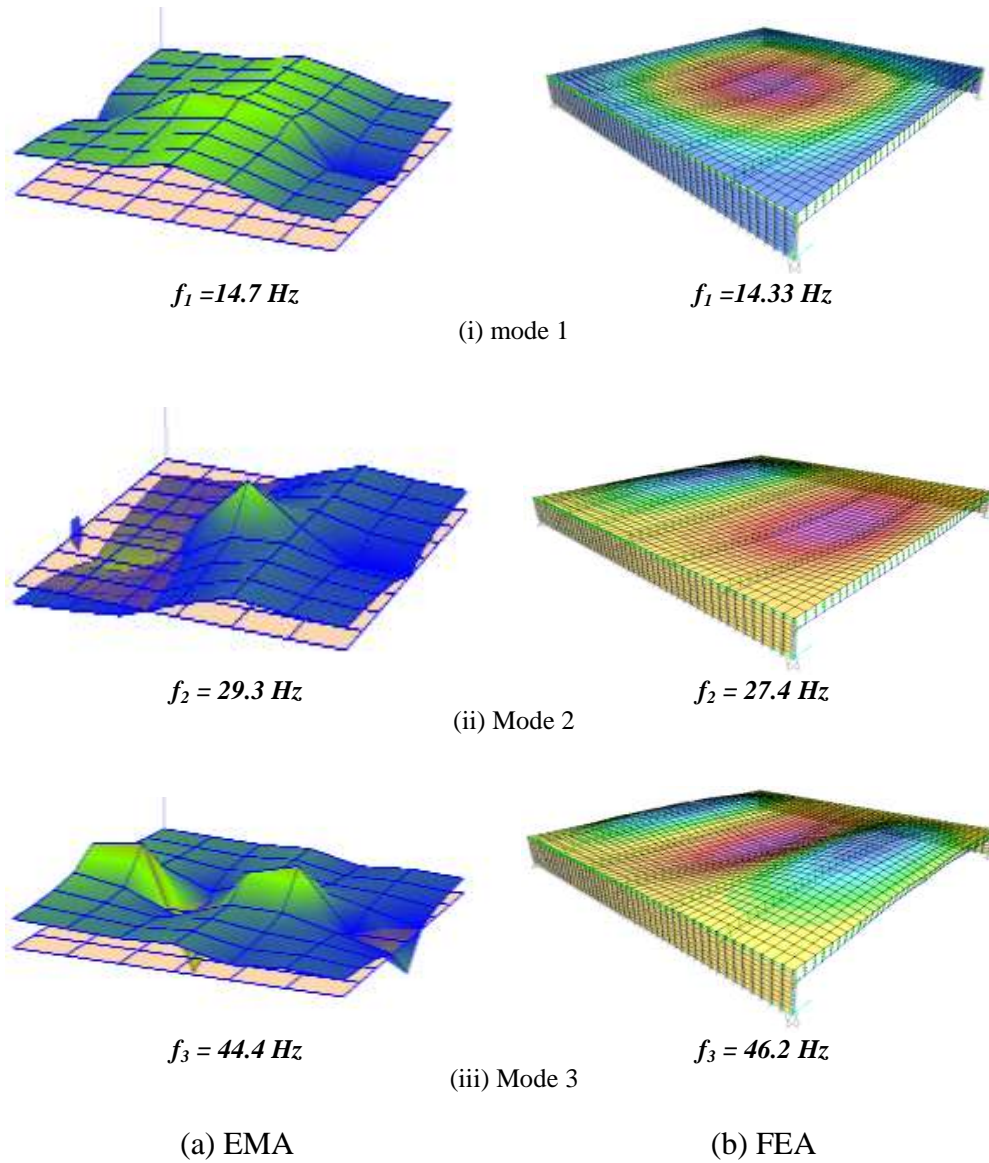 f1 =14.7 Hz
f1 =14.33 Hz
(i) mode 1
f2 = 29.3 Hz
f2 = 27.4 Hz
(ii) Mode 2
f3 = 44.4 Hz
f3 = 46.2 Hz
(iii) Mode 3
(a) EMA
(b) FEA